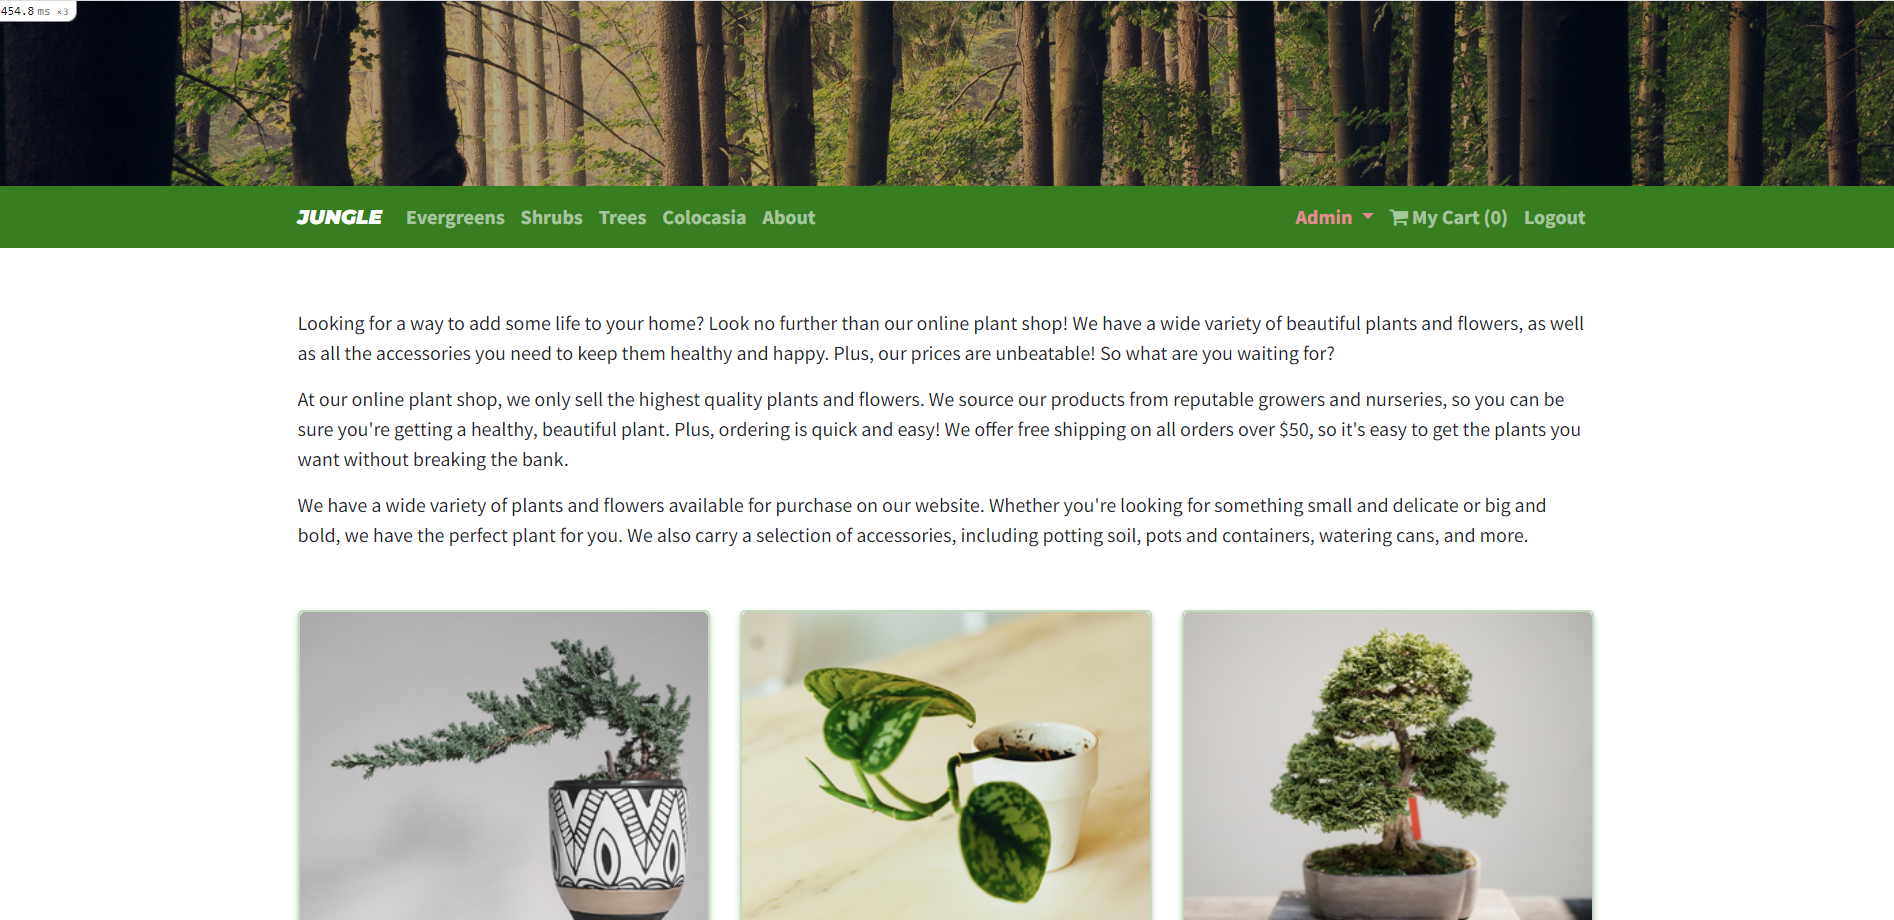 454.8 ms ×3
JUNGLE Evergreens Shrubs Trees Colocasia About Admin My Cart (0) Logout
Looking for a way to add some life to your home? Look no further than our online plant shop! We have a wide variety of beautiful plants and flowers, as well
as all the accessories you need to keep them healthy and happy. Plus, our prices are unbeatable! So what are you waiting for?
At our online plant shop, we only sell the highest quality plants and flowers. We source our products from reputable growers and nurseries, so you can be
sure you're getting a healthy, beautiful plant. Plus, ordering is quick and easy! We offer free shipping on all orders over $50, so it's easy to get the plants you
want without breaking the bank.
We have a wide variety of plants and flowers available for purchase on our website. Whether you're looking for something small and delicate or big and
bold, we have the perfect plant for you. We also carry a selection of accessories, including potting soil, pots and containers, watering cans, and more.